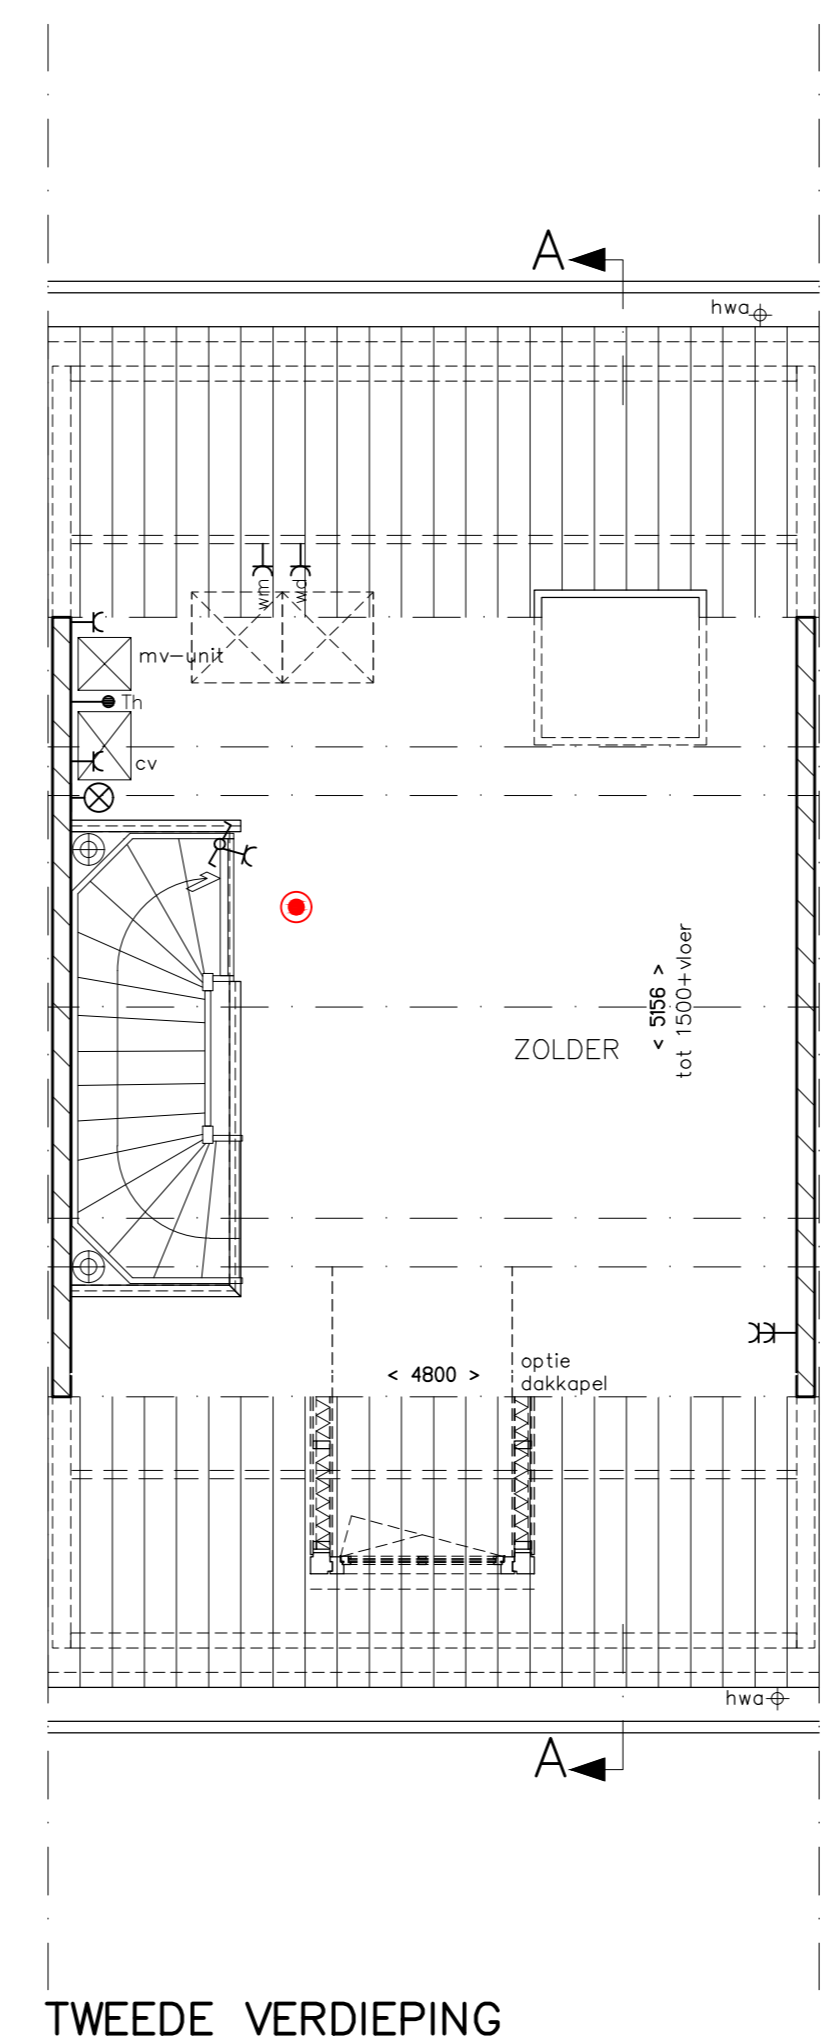 A
hwa
wm
wd
mv-unit
Th
cv
< 5156 >
tot 1500+vloer
ZOLDER
< 4800 >
optie
dakkapel
hwa
A
TWEEDE VERDIEPING